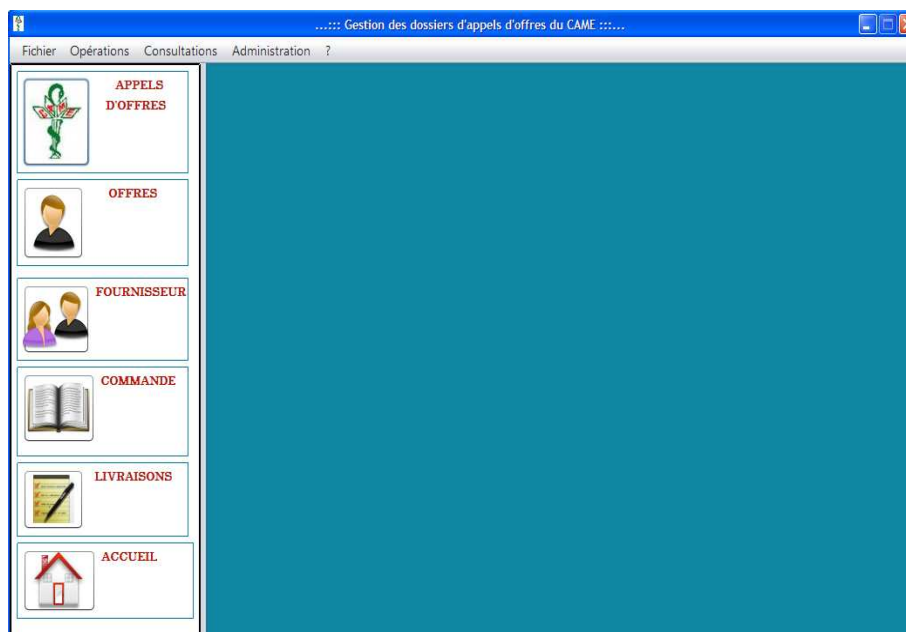 ...::: Gestion des dossiers d'appels d'offres du CAME :::...
Fichier Opérations Consultations Administration ?
APPELS
D'OFFRES
OFFRES
FOURNISSEUR
COMMANDE
LIVRAISONS
ACCUEIL